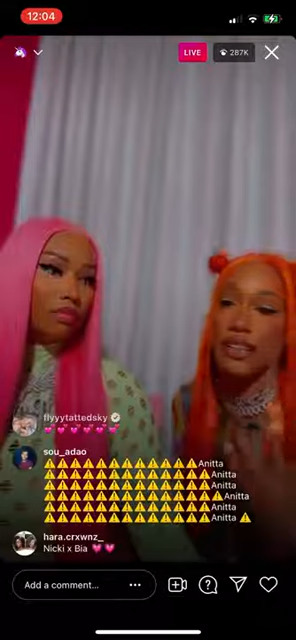 12:04
LIVE
287K
flyyytattedsky
💗💗💗💗💗💗
sou_adao
⚠️⚠️⚠️⚠️⚠️⚠️⚠️⚠️⚠️⚠️⚠️⚠️Anitta
⚠️⚠️⚠️⚠️⚠️⚠️⚠️⚠️⚠️⚠️⚠️⚠️⚠️Anitta
⚠️⚠️⚠️⚠️⚠️⚠️⚠️⚠️⚠️⚠️⚠️⚠️⚠️Anitta
⚠️⚠️⚠️⚠️⚠️⚠️⚠️⚠️⚠️⚠️⚠️⚠️⚠️⚠️Anitta
⚠️⚠️⚠️⚠️⚠️⚠️⚠️⚠️⚠️⚠️⚠️⚠️⚠️Anitta
⚠️⚠️⚠️⚠️⚠️⚠️⚠️⚠️⚠️⚠️⚠️⚠️⚠️Anitta ⚠️
hara.crxwnz_
Nicki x Bia 💗💗
Add a comment...